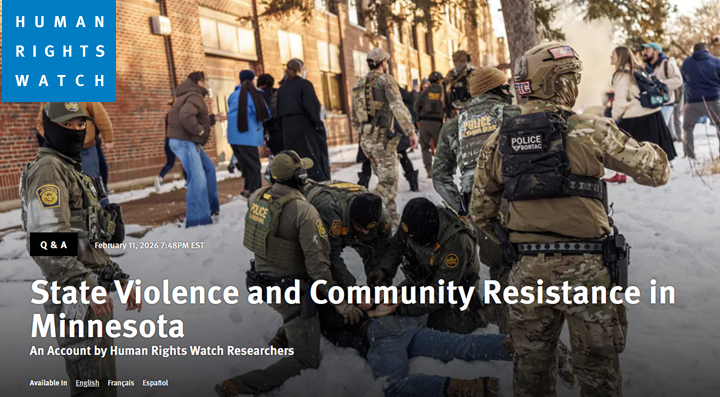 HUMAN
RIGHTS
WATCH
POLICE
POLICE
BORTAC
POLICE
Q & A
February 11, 2026 7:48PM EST
State Violence and Community Resistance in
Minnesota
An Account by Human Rights Watch Researchers
Available In English Français Español